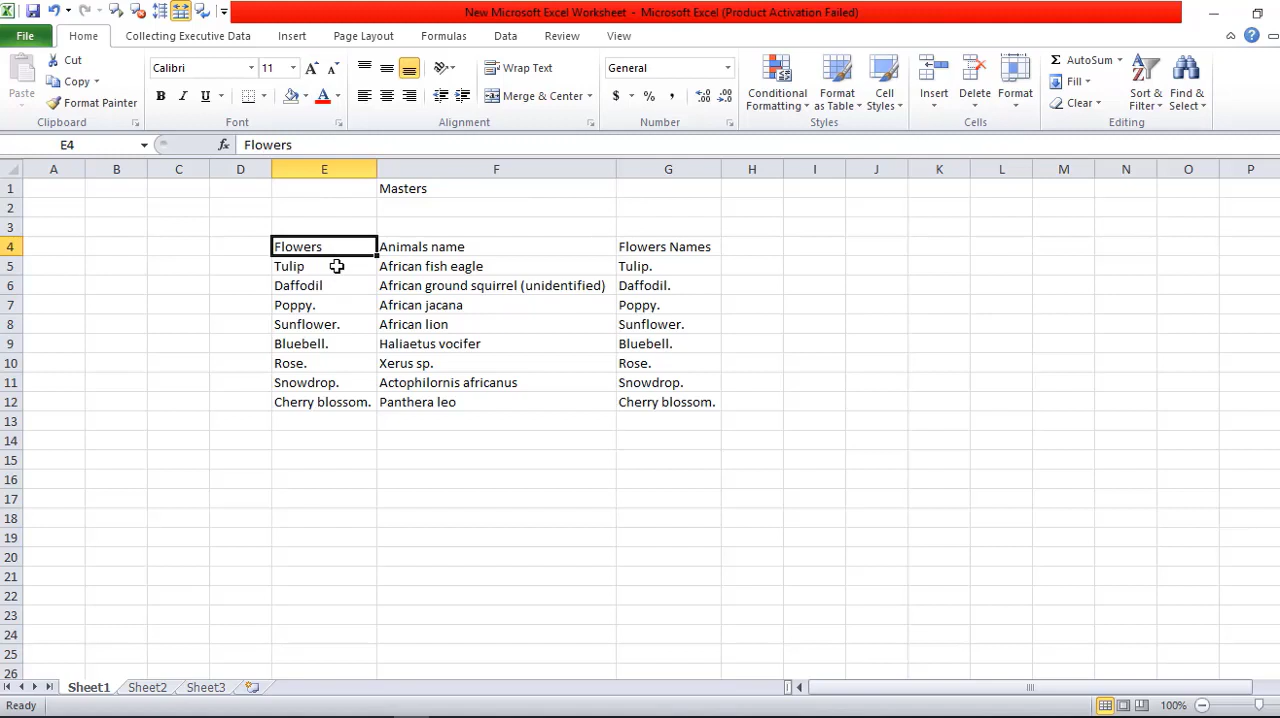 New Microsoft Excel Worksheet - Microsoft Excel (Product Activation Failed)
File Home Collecting Executive Data Insert Page Layout Formulas Data Review View
Paste Cut Copy Format Painter Clipboard
Calibri 11 A A B I U A Font
Wrap Text Merge & Center Alignment
General $ % , .0 .00 .00 .0 Number
Conditional Formatting Format as Table Cell Styles Styles
Insert Delete Format Cells
Σ AutoSum Fill Clear Sort & Filter Find & Select Editing
E4 fx Flowers
A B C D E F G H I J K L M N O P
1 Masters
2
3
4 Flowers Animals name Flowers Names
5 Tulip African fish eagle Tulip.
6 Daffodil African ground squirrel (unidentified) Daffodil.
7 Poppy. African jacana Poppy.
8 Sunflower. African lion Sunflower.
9 Bluebell. Haliaetus vocifer Bluebell.
10 Rose. Xerus sp. Rose.
11 Snowdrop. Actophilornis africanus Snowdrop.
12 Cherry blossom. Panthera leo Cherry blossom.
13
14
15
16
17
18
19
20
21
22
23
24
25
26
Sheet1 Sheet2 Sheet3
Ready 100%